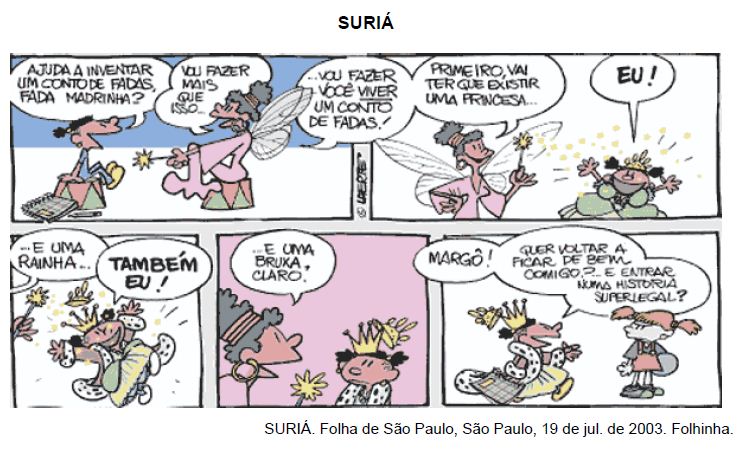 SURIÁ
AJUDA A INVENTAR
UM CONTO DE FADAS,
FADA MADRINHA?
VOU FAZER
MAIS
QUE
ISSO...
...VOU FAZER
VOCÊ VIVER
UM CONTO
DE FADAS!
© LAERTE
PRIMEIRO, VAI
TER QUE EXISTIR
UMA PRINCESA...
EU!
...E UMA
RAINHA...
TAMBÉM
EU!
...E UMA
BRUXA,
CLARO.
MARGÔ!
QUER VOLTAR A
FICAR DE BEM
COMIGO,?.. E ENTRAR
NUMA HISTÓRIA
SUPERLEGAL?
SURIÁ. Folha de São Paulo, São Paulo, 19 de jul. de 2003. Folhinha.